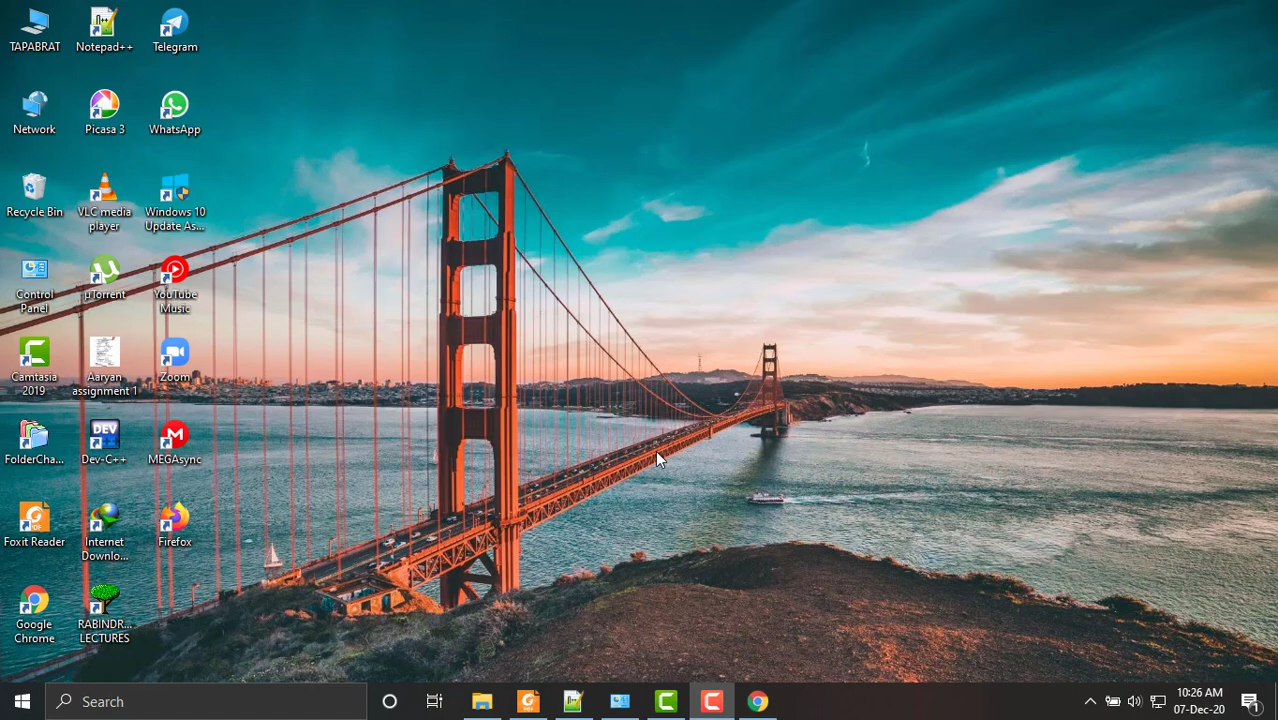 TAPABRAT
Notepad++
Telegram
Network
Picasa 3
WhatsApp
Recycle Bin
VLC media
player
Windows 10
Update As...
Control
Panel
µTorrent
YouTube
Music
Camtasia
2019
Aaryan
assignment 1
Zoom
FolderCha...
DEV
Dev-C++
MEGAsync
Foxit Reader
Internet
Downlo...
Firefox
Google
Chrome
RABINDR...
LECTURES
Search
10:26 AM
07-Dec-20
1